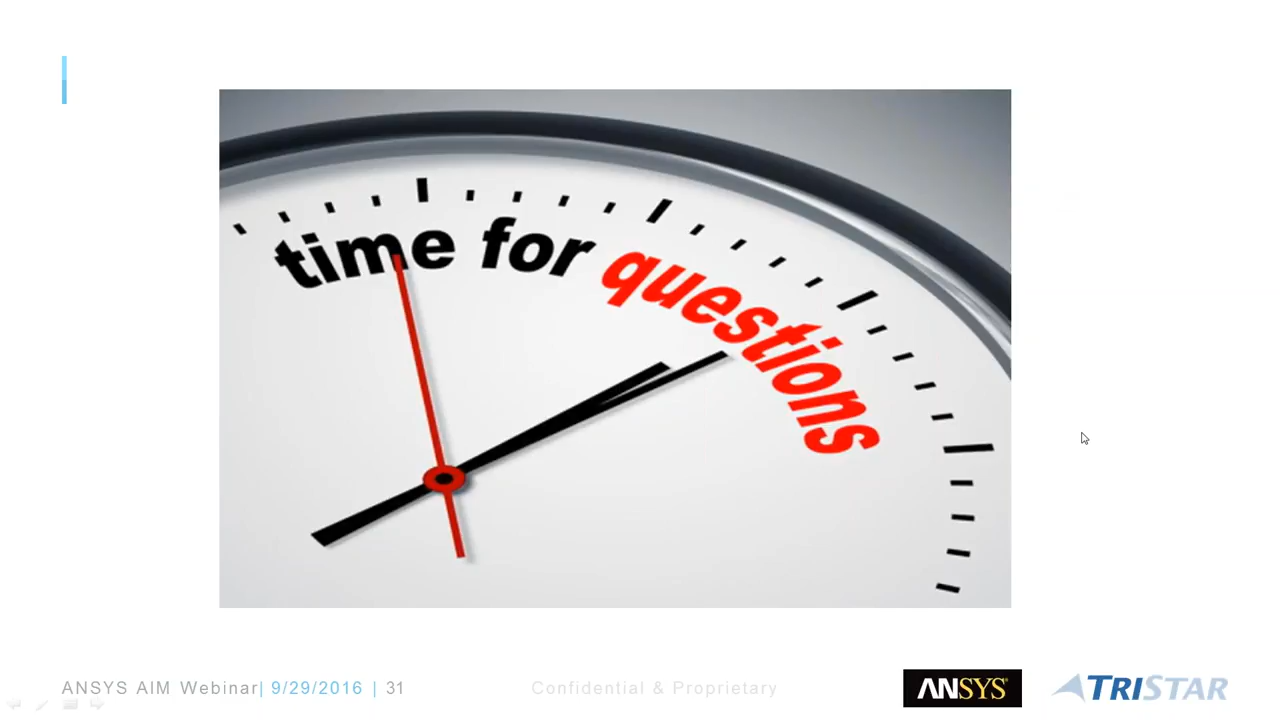 time for questions
ANSYS AIM Webinar| 9/29/2016 | 31
Confidential & Proprietary
ANSYS®
TRISTAR